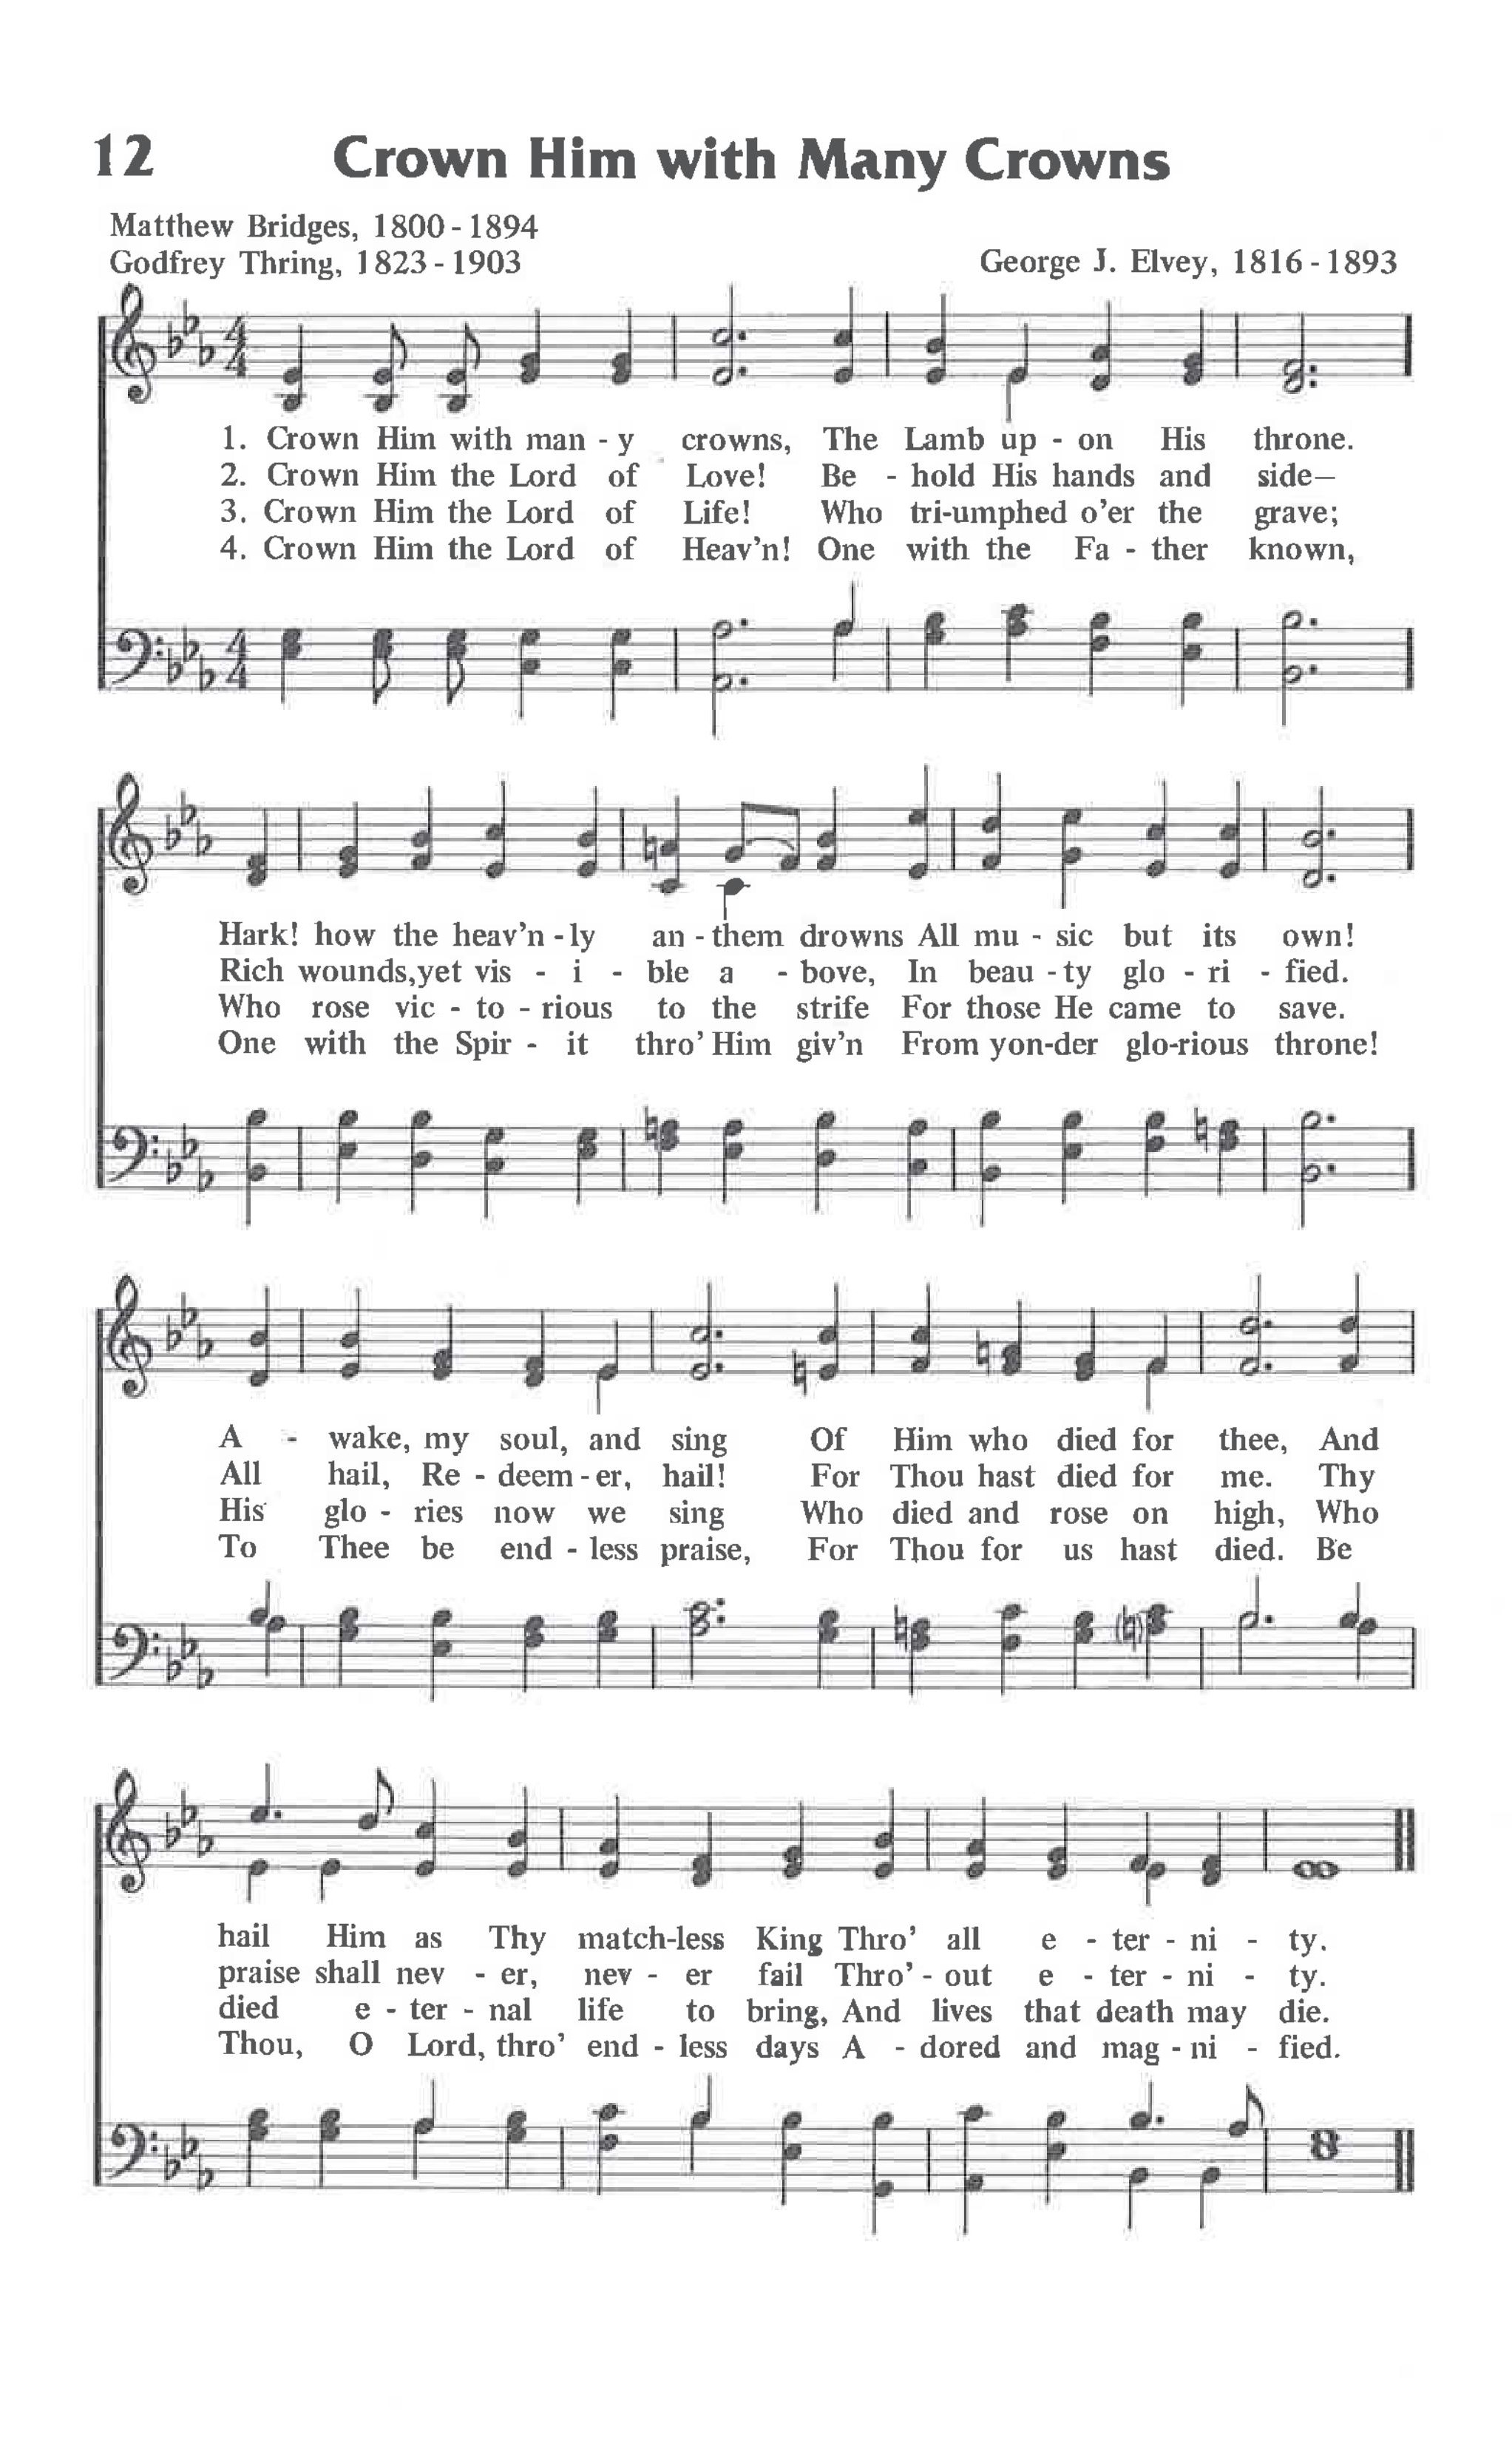 12 Crown Him with Many Crowns
Matthew Bridges, 1800-1894
Godfrey Thring, 1823-1903 George J. Elvey, 1816-1893
4
4
1. Crown Him with man - y crowns, The Lamb up - on His throne.
2. Crown Him the Lord of Love! Be - hold His hands and side—
3. Crown Him the Lord of Life! Who tri-umphed o'er the grave;
4. Crown Him the Lord of Heav'n! One with the Fa - ther known,
4
4
Hark! how the heav'n - ly an - them drowns All mu - sic but its own!
Rich wounds, yet vis - i - ble a - bove, In beau - ty glo - ri - fied.
Who rose vic - to - rious to the strife For those He came to save.
One with the Spir - it thro' Him giv'n From yon-der glo-rious throne!
A - wake, my soul, and sing Of Him who died for thee, And
All hail, Re - deem - er, hail! For Thou hast died for me. Thy
His glo - ries now we sing Who died and rose on high, Who
To Thee be end - less praise, For Thou for us hast died. Be
hail Him as Thy match-less King Thro' all e - ter - ni - ty.
praise shall nev - er, nev - er fail Thro' - out e - ter - ni - ty.
died e - ter - nal life to bring, And lives that death may die.
Thou, O Lord, thro' end - less days A - dored and mag - ni - fied.